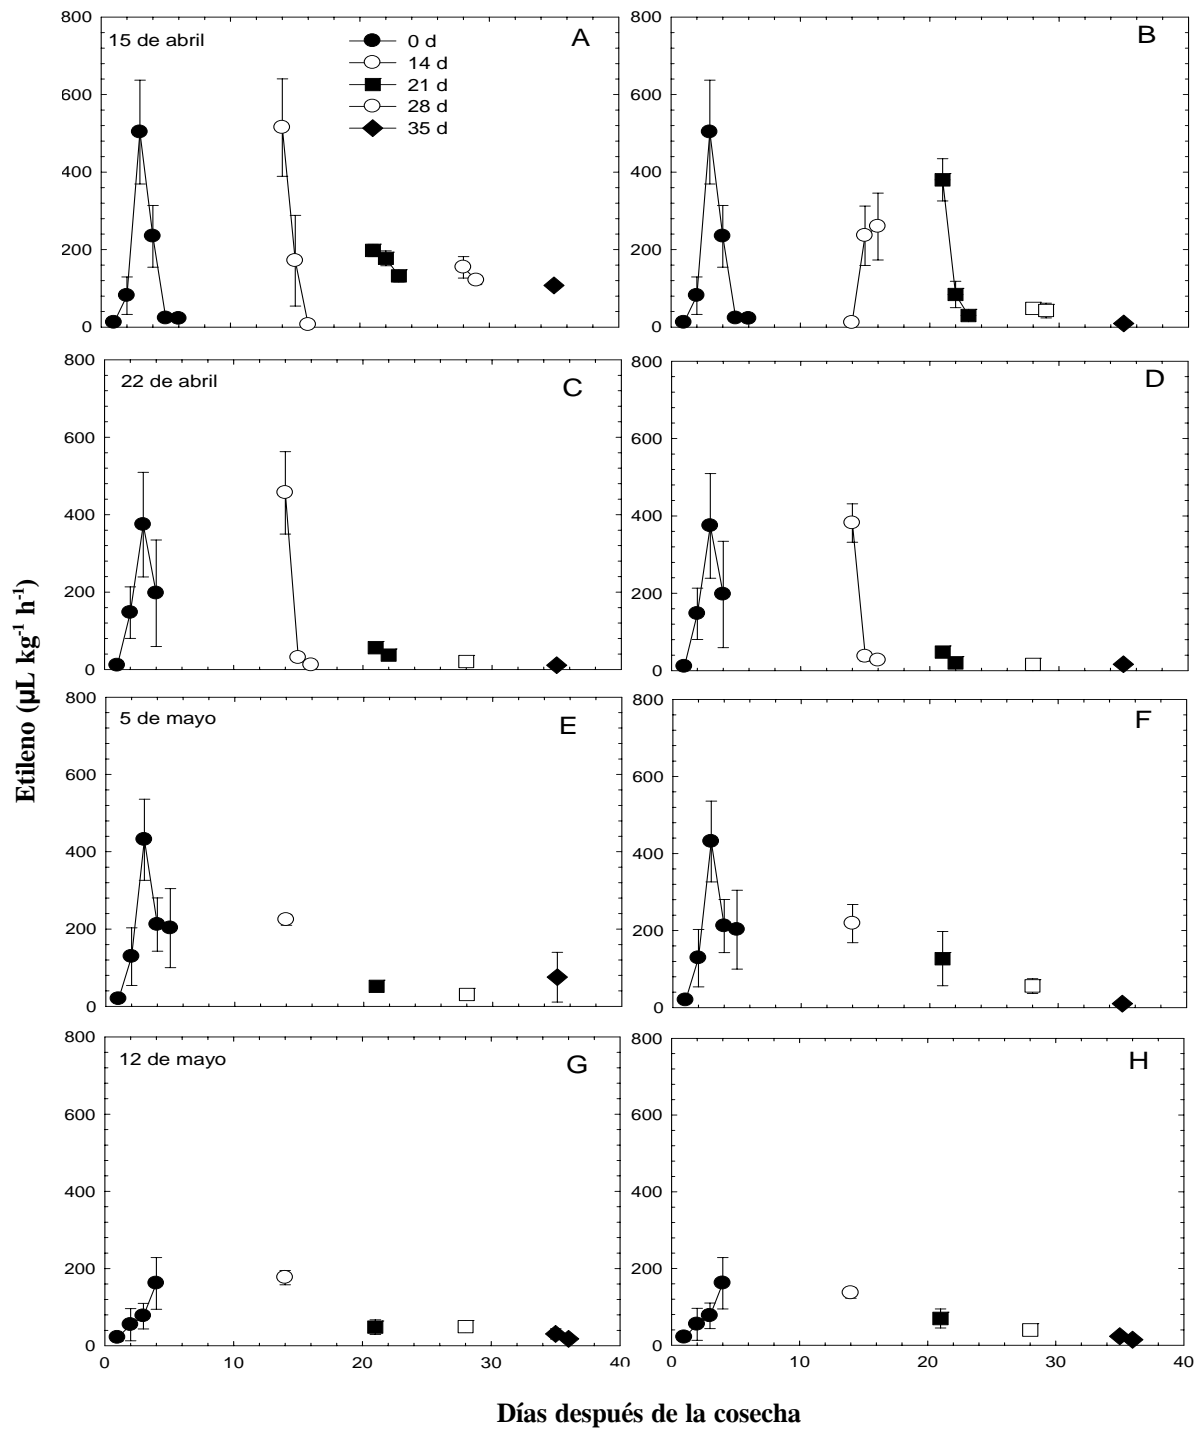 800
15 de abril
A
0 d
14 d
21 d
28 d
35 d
600
400
200
0
800
B
600
400
200
0
800
22 de abril
C
600
400
200
0
800
D
600
400
200
0
800
5 de mayo
E
600
400
200
0
800
F
600
400
200
0
800
12 de mayo
G
600
400
200
0
0 10 20 30 40
800
H
600
400
200
0
0 10 20 30 40
Etileno (µL kg⁻¹ h⁻¹)
Días después de la cosecha